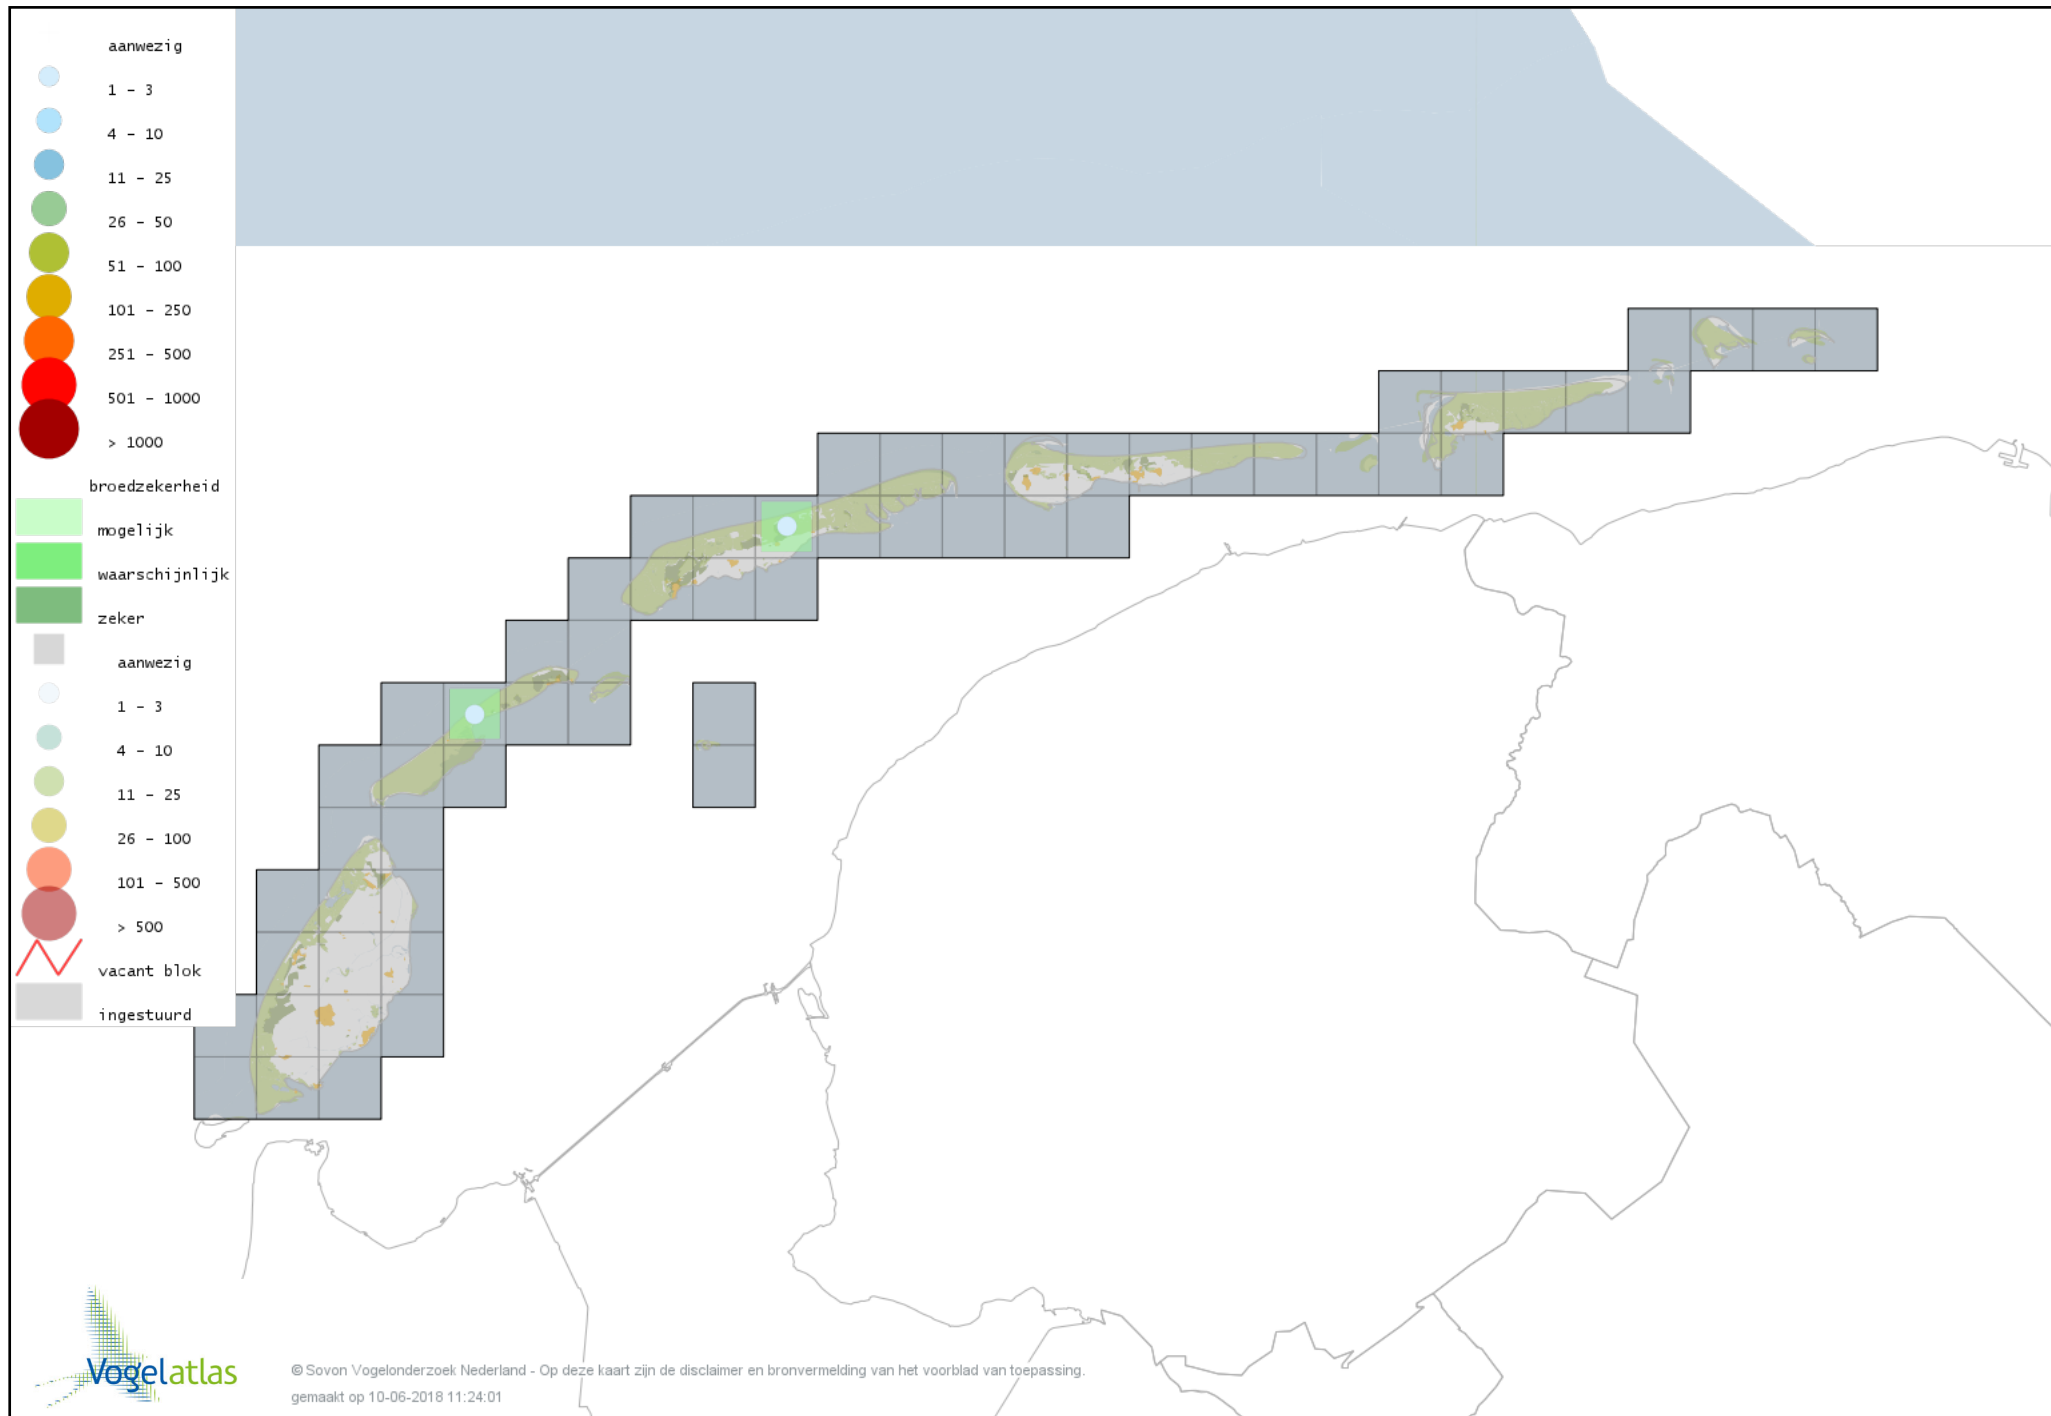 aanwezig
1 - 3
4 - 10
11 - 25
26 - 50
51 - 100
101 - 250
251 - 500
501 - 1000
> 1000
broedzekerheid
mogelijk
waarschijnlijk
zeker
aanwezig
1 - 3
4 - 10
11 - 25
26 - 100
101 - 500
> 500
vacant blok
ingestuurd
Vogelatlas
© Sovon Vogelonderzoek Nederland - Op deze kaart zijn de disclaimer en bronvermelding van het voorblad van toepassing.
gemaakt op 10-06-2018 11:24:01